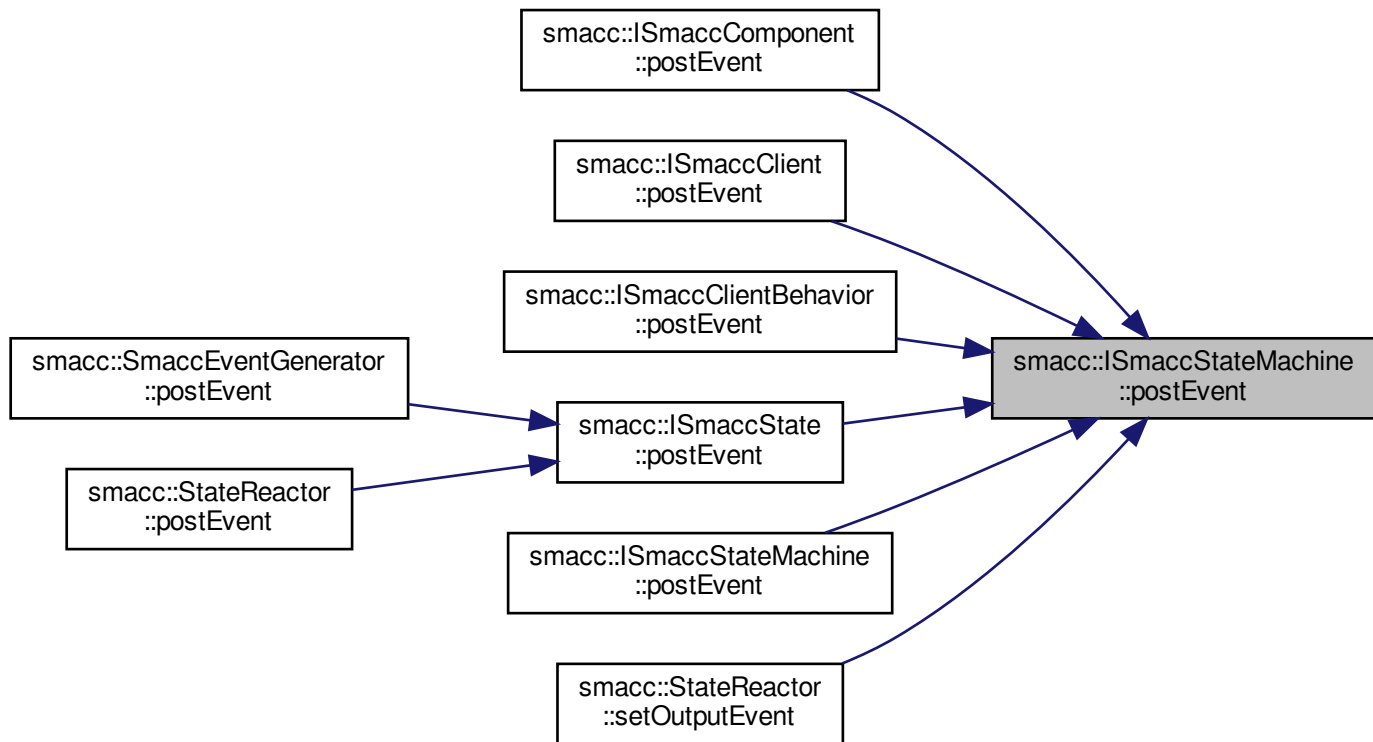 smacc::ISmaccComponent
::postEvent
smacc::ISmaccClient
::postEvent
smacc::ISmaccClientBehavior
::postEvent
smacc::SmaccEventGenerator
::postEvent
smacc::ISmaccStateMachine
::postEvent
smacc::ISmaccState
::postEvent
smacc::StateReactor
::postEvent
smacc::ISmaccStateMachine
::postEvent
smacc::StateReactor
::setOutputEvent